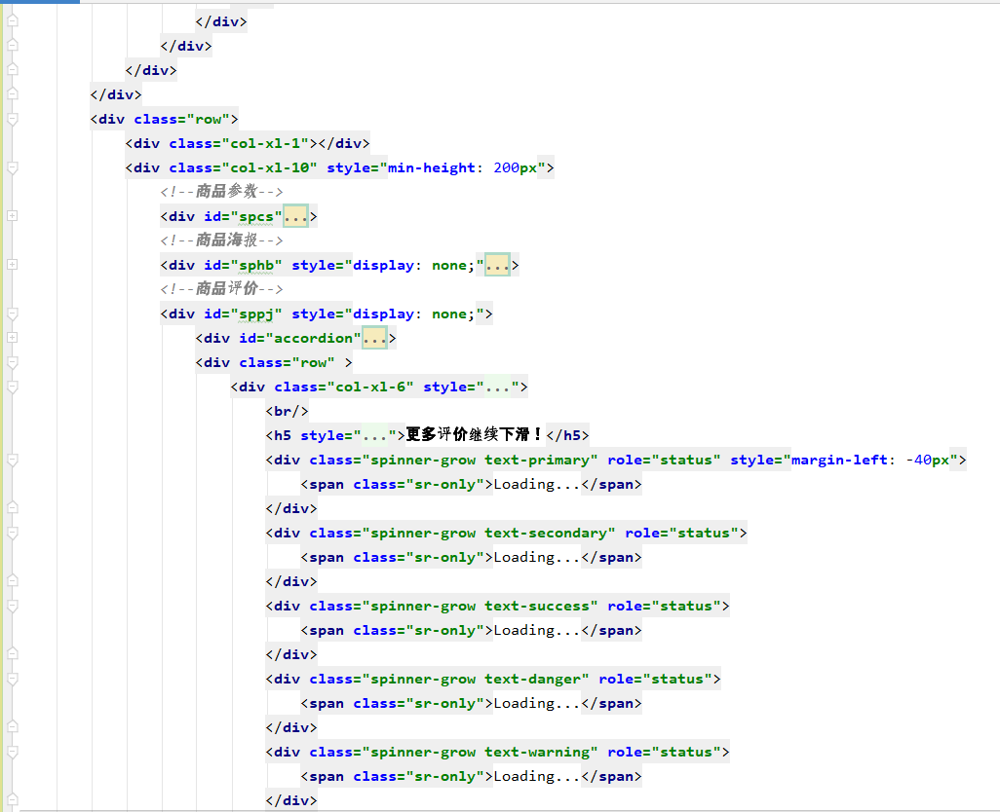 </div>
</div>
</div>
</div>
<div class="row">
<div class="col-xl-1"></div>
<div class="col-xl-10" style="min-height: 200px">
<!--商品参数-->
<div id="spcs"...>
<!--商品海报-->
<div id="sphb" style="display: none;"...>
<!--商品评价-->
<div id="sppj" style="display: none;">
<div id="accordion"...>
<div class="row" >
<div class="col-xl-6" style="...">
<br/>
<h5 style="...">更多评价继续下滑！</h5>
<div class="spinner-grow text-primary" role="status" style="margin-left: -40px">
<span class="sr-only">Loading...</span>
</div>
<div class="spinner-grow text-secondary" role="status">
<span class="sr-only">Loading...</span>
</div>
<div class="spinner-grow text-success" role="status">
<span class="sr-only">Loading...</span>
</div>
<div class="spinner-grow text-danger" role="status">
<span class="sr-only">Loading...</span>
</div>
<div class="spinner-grow text-warning" role="status">
<span class="sr-only">Loading...</span>
</div>